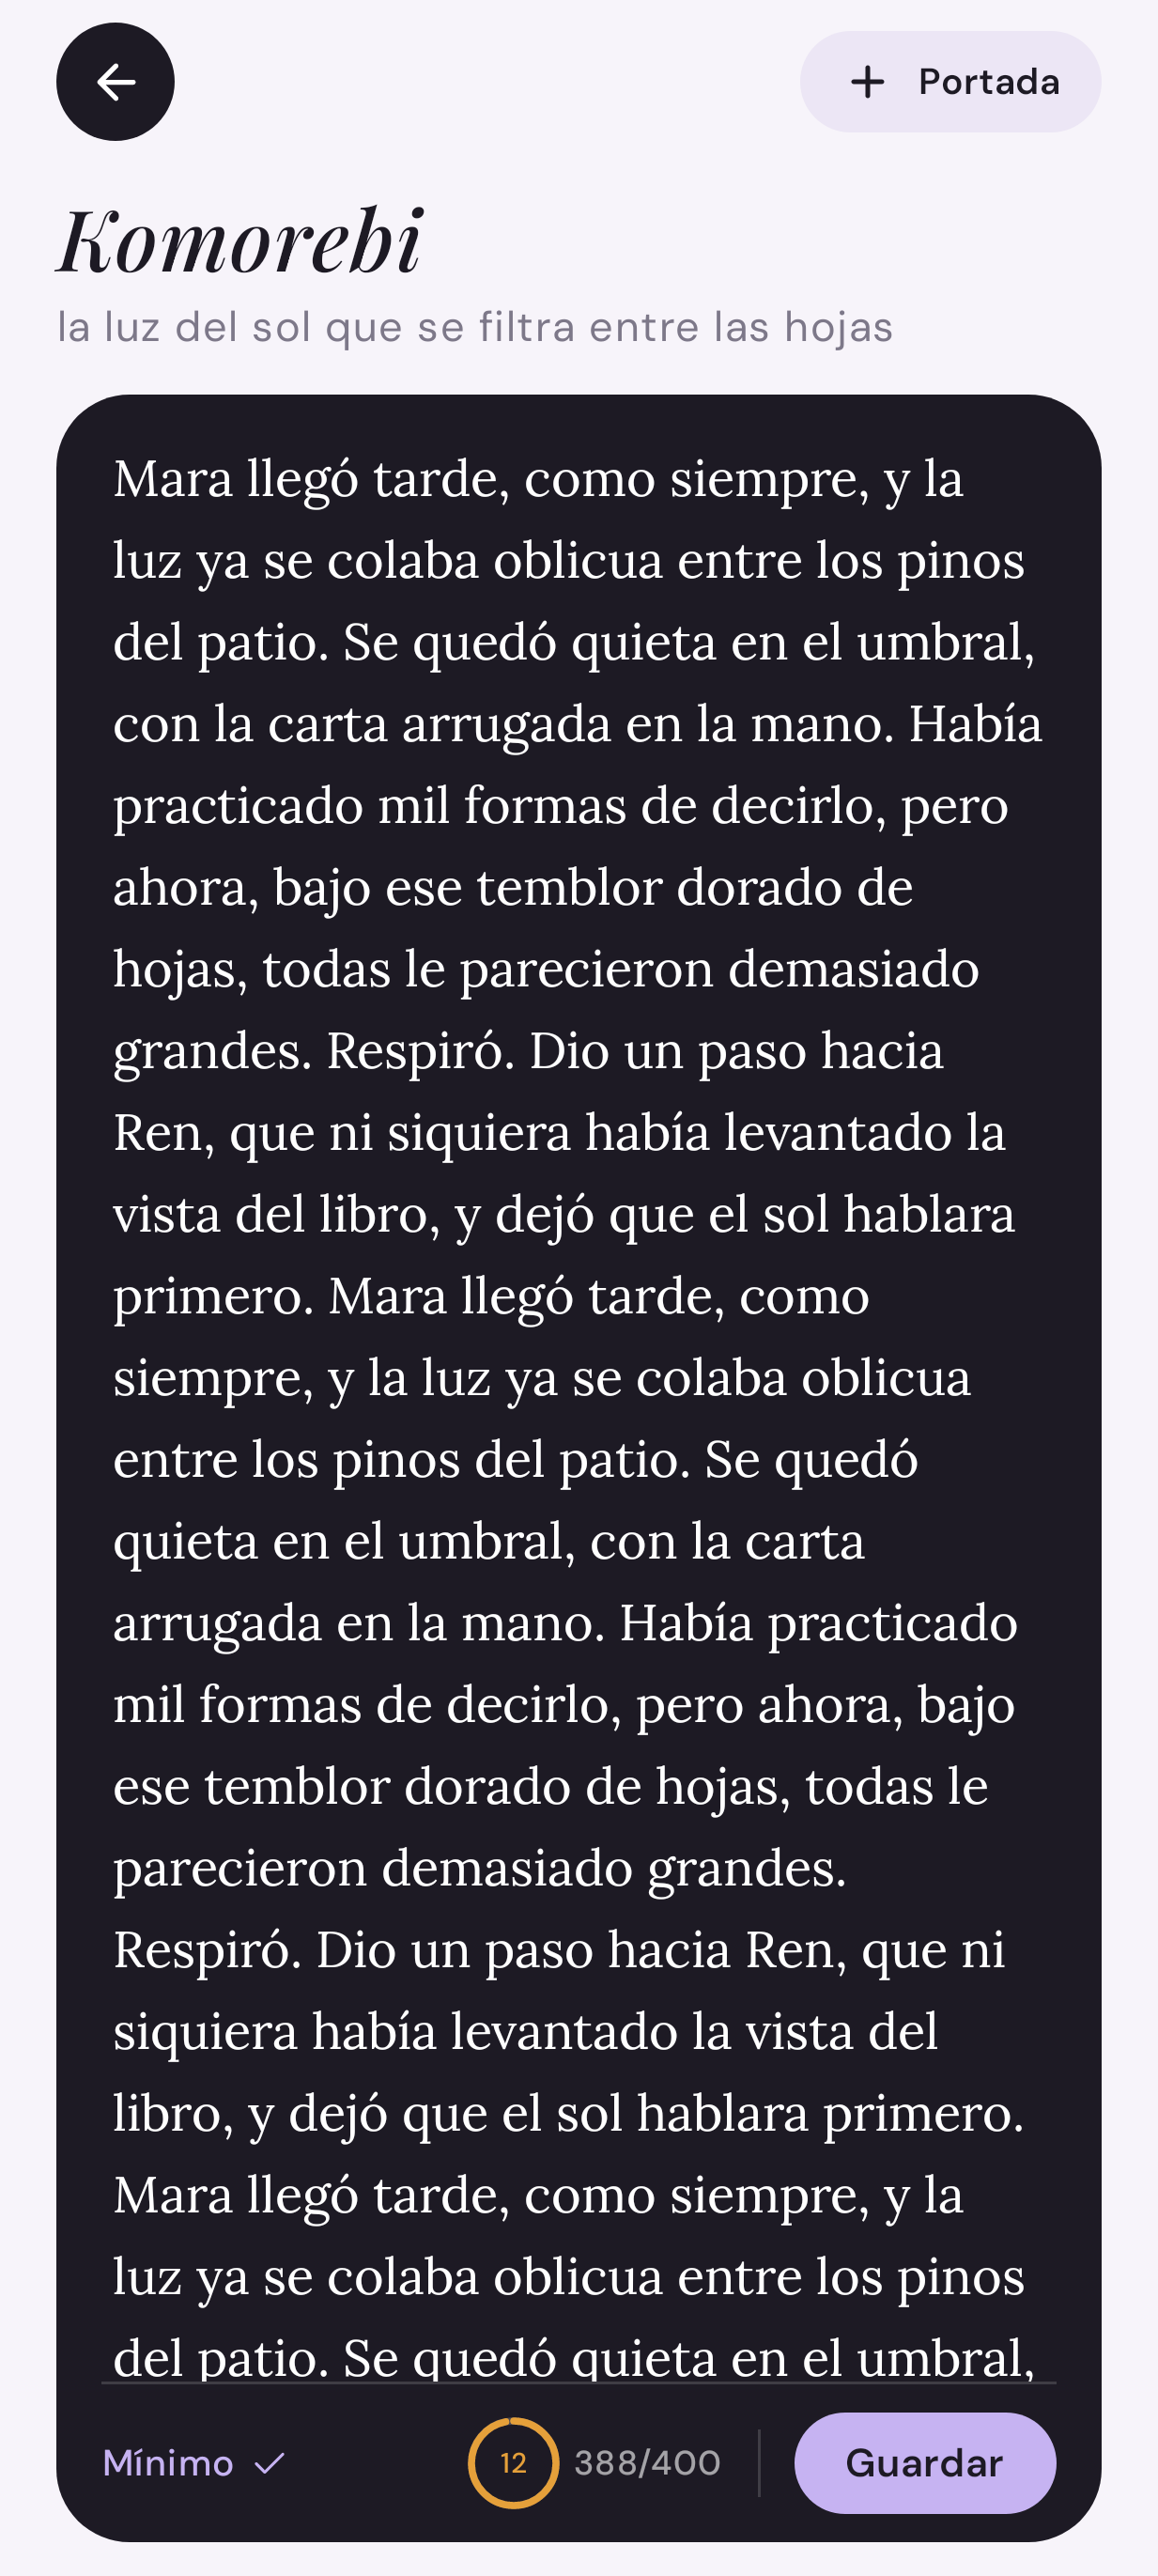 Portada
Komorebi
la luz del sol que se filtra entre las hojas
Mara llegó tarde, como siempre, y la
luz ya se colaba oblicua entre los pinos
del patio. Se quedó quieta en el umbral,
con la carta arrugada en la mano. Había
practicado mil formas de decirlo, pero
ahora, bajo ese temblor dorado de
hojas, todas le parecieron demasiado
grandes. Respiró. Dio un paso hacia
Ren, que ni siquiera había levantado la
vista del libro, y dejó que el sol hablara
primero. Mara llegó tarde, como
siempre, y la luz ya se colaba oblicua
entre los pinos del patio. Se quedó
quieta en el umbral, con la carta
arrugada en la mano. Había practicado
mil formas de decirlo, pero ahora, bajo
ese temblor dorado de hojas, todas le
parecieron demasiado grandes.
Respiró. Dio un paso hacia Ren, que ni
siquiera había levantado la vista del
libro, y dejó que el sol hablara primero.
Mara llegó tarde, como siempre, y la
luz ya se colaba oblicua entre los pinos
del patio. Se quedó quieta en el umbral,
Mínimo 12 388/400 Guardar